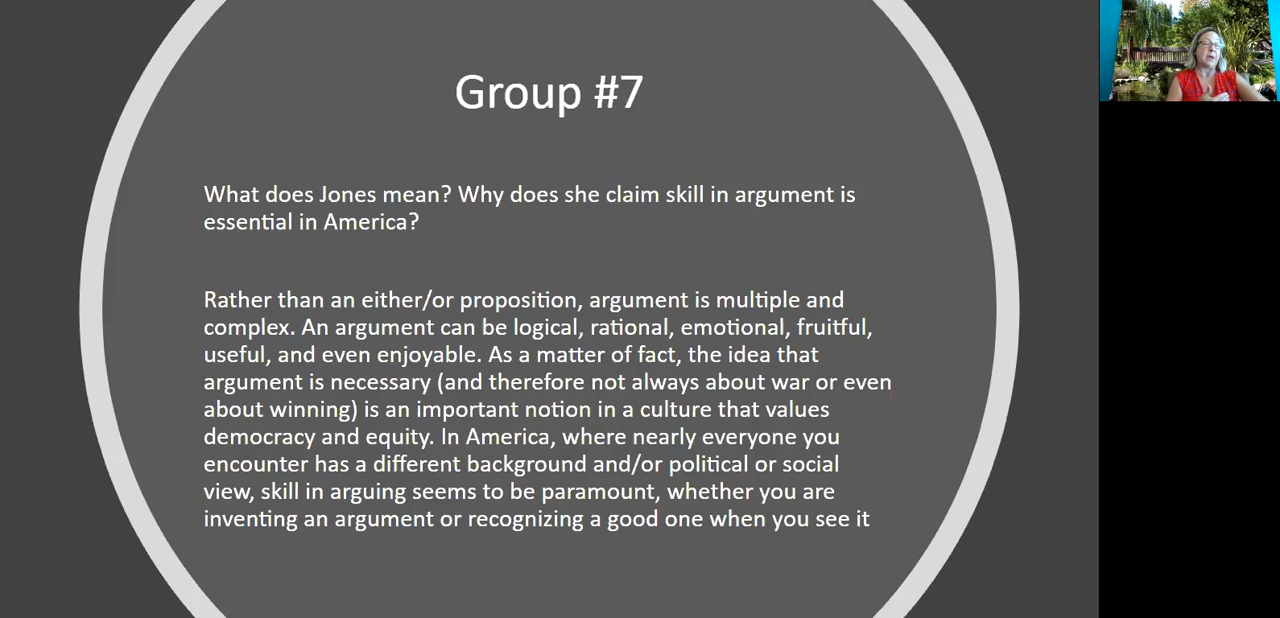 Group #7
What does Jones mean? Why does she claim skill in argument is
essential in America?
Rather than an either/or proposition, argument is multiple and
complex. An argument can be logical, rational, emotional, fruitful,
useful, and even enjoyable. As a matter of fact, the idea that
argument is necessary (and therefore not always about war or even
about winning) is an important notion in a culture that values
democracy and equity. In America, where nearly everyone you
encounter has a different background and/or political or social
view, skill in arguing seems to be paramount, whether you are
inventing an argument or recognizing a good one when you see it